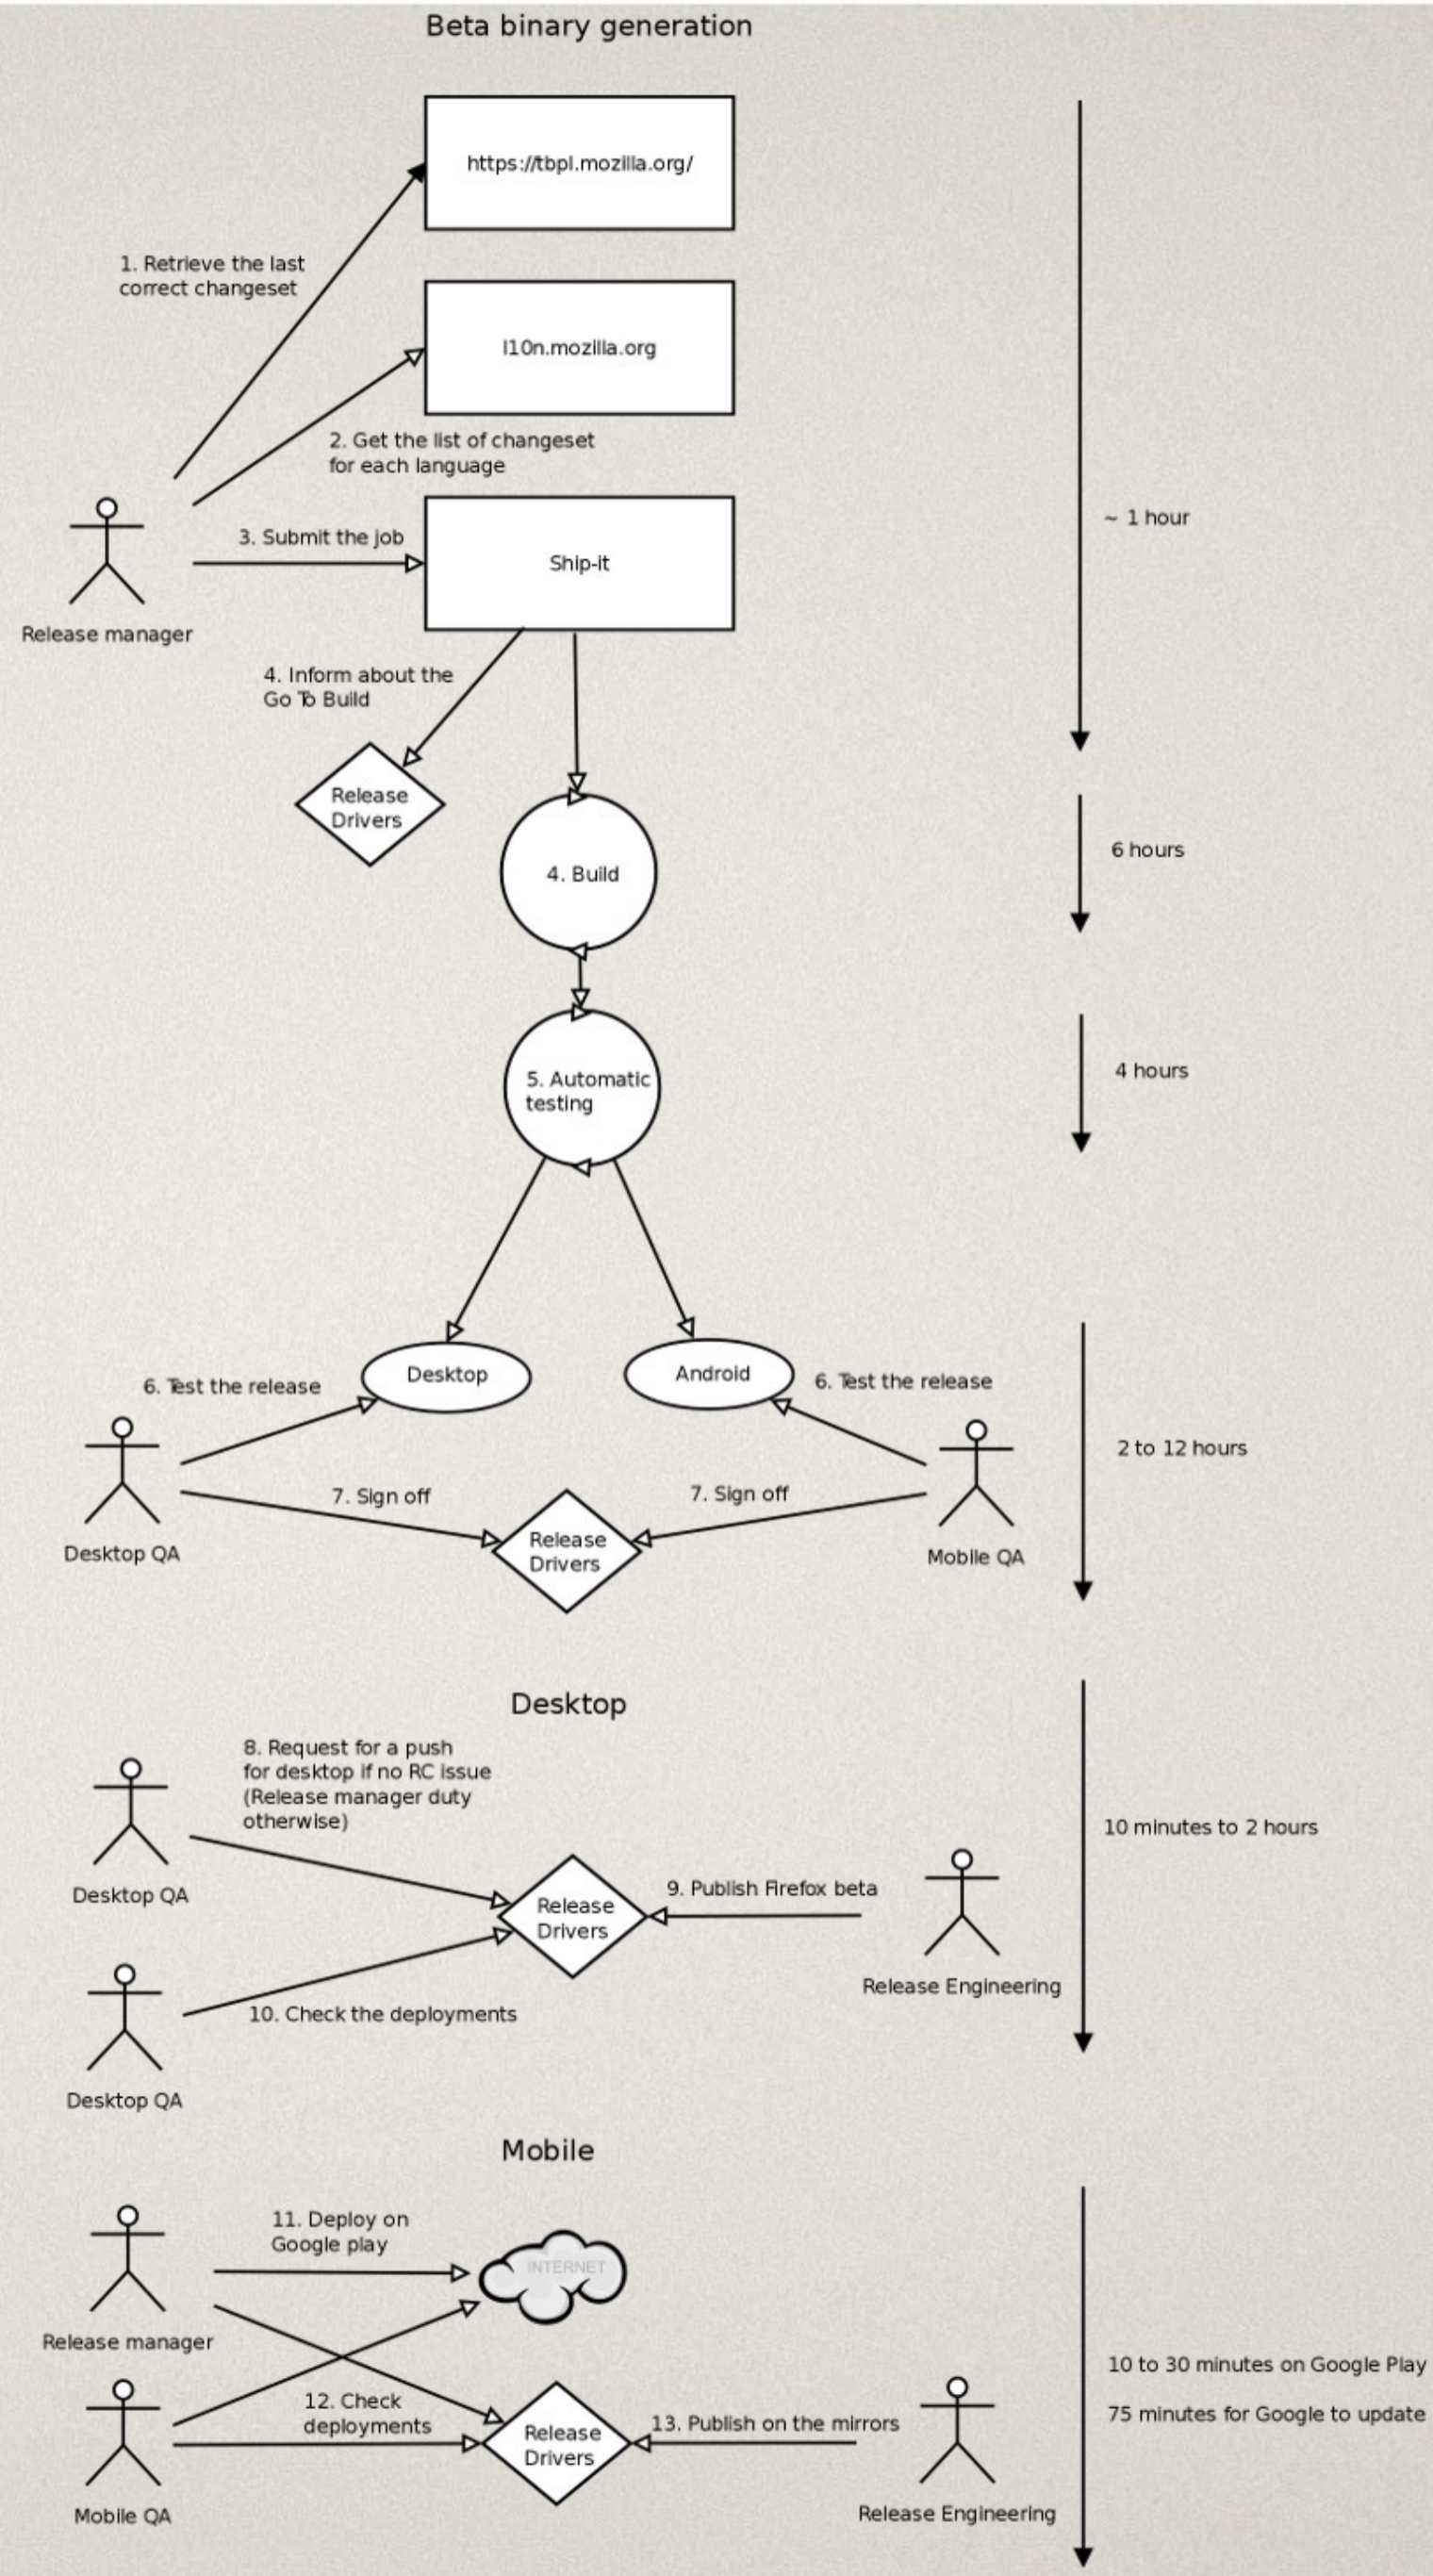 Beta binary generation
https://tbpl.mozilla.org/
1. Retrieve the last
correct changeset
l10n.mozilla.org
2. Get the list of changeset
for each language
~ 1 hour
3. Submit the job
Ship-it
Release manager
4. Inform about the
Go To Build
Release
Drivers
6 hours
4. Build
4 hours
5. Automatic
testing
Desktop
Android
6. Test the release
6. Test the release
2 to 12 hours
7. Sign off
7. Sign off
Release
Drivers
Desktop QA
Mobile QA
Desktop
8. Request for a push
for desktop if no RC issue
(Release manager duty
otherwise)
10 minutes to 2 hours
Desktop QA
9. Publish Firefox beta
Release
Drivers
Release Engineering
10. Check the deployments
Desktop QA
Mobile
11. Deploy on
Google play
INTERNET
Release manager
10 to 30 minutes on Google Play
75 minutes for Google to update
12. Check
deployments
Release
Drivers
13. Publish on the mirrors
Mobile QA
Release Engineering